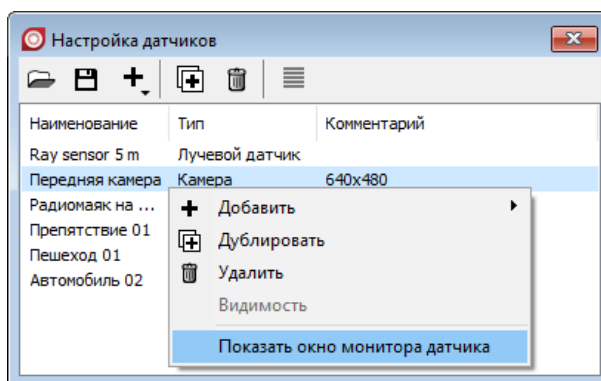 Настройка датчиков
Наименование Тип Комментарий
Ray sensor 5 m Лучевой датчик
Передняя камера Камера 640x480
Радиомаяк на ...
Препятствие 01
Пешеход 01
Автомобиль 02
Добавить
Дублировать
Удалить
Видимость
Показать окно монитора датчика